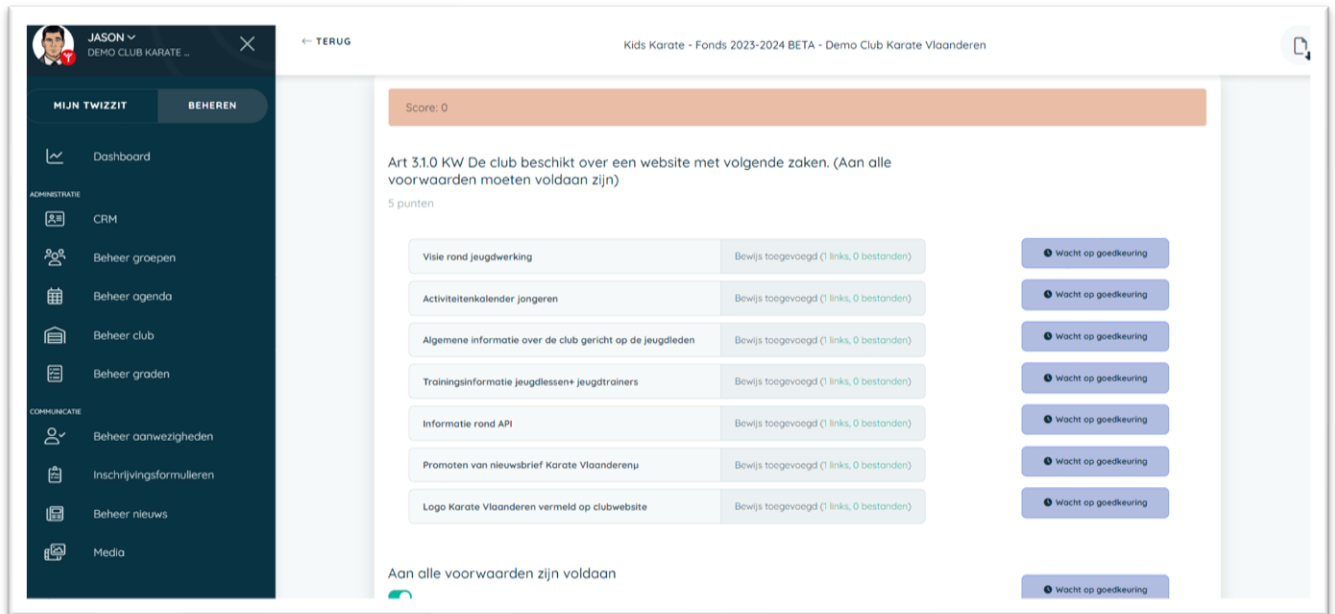 JASON
DEMO CLUB KARATE ...
MIJN TWIZZIT
BEHEREN
Dashboard
ADMINISTRATIE
CRM
Beheer groepen
Beheer agenda
Beheer club
Beheer graden
COMMUNICATIE
Beheer aanwezigheden
Inschrijvingsformulieren
Beheer nieuws
Media
← TERUG
Kids Karate - Fonds 2023-2024 BETA - Demo Club Karate Vlaanderen
Score: 0
Art 3.1.0 KW De club beschikt over een website met volgende zaken. (Aan alle
voorwaarden moeten voldaan zijn)
5 punten
Visie rond jeugdwerking Bewijs toegevoegd (1 links, 0 bestanden) Wacht op goedkeuring
Activiteitenkalender jongeren Bewijs toegevoegd (1 links, 0 bestanden) Wacht op goedkeuring
Algemene informatie over de club gericht op de jeugdleden Bewijs toegevoegd (1 links, 0 bestanden) Wacht op goedkeuring
Trainingsinformatie jeugdlessen+ jeugdtrainers Bewijs toegevoegd (1 links, 0 bestanden) Wacht op goedkeuring
Informatie rond API Bewijs toegevoegd (1 links, 0 bestanden) Wacht op goedkeuring
Promoten van nieuwsbrief Karate Vlaanderenµ Bewijs toegevoegd (1 links, 0 bestanden) Wacht op goedkeuring
Logo Karate Vlaanderen vermeld op clubwebsite Bewijs toegevoegd (1 links, 0 bestanden) Wacht op goedkeuring
Aan alle voorwaarden zijn voldaan
Wacht op goedkeuring